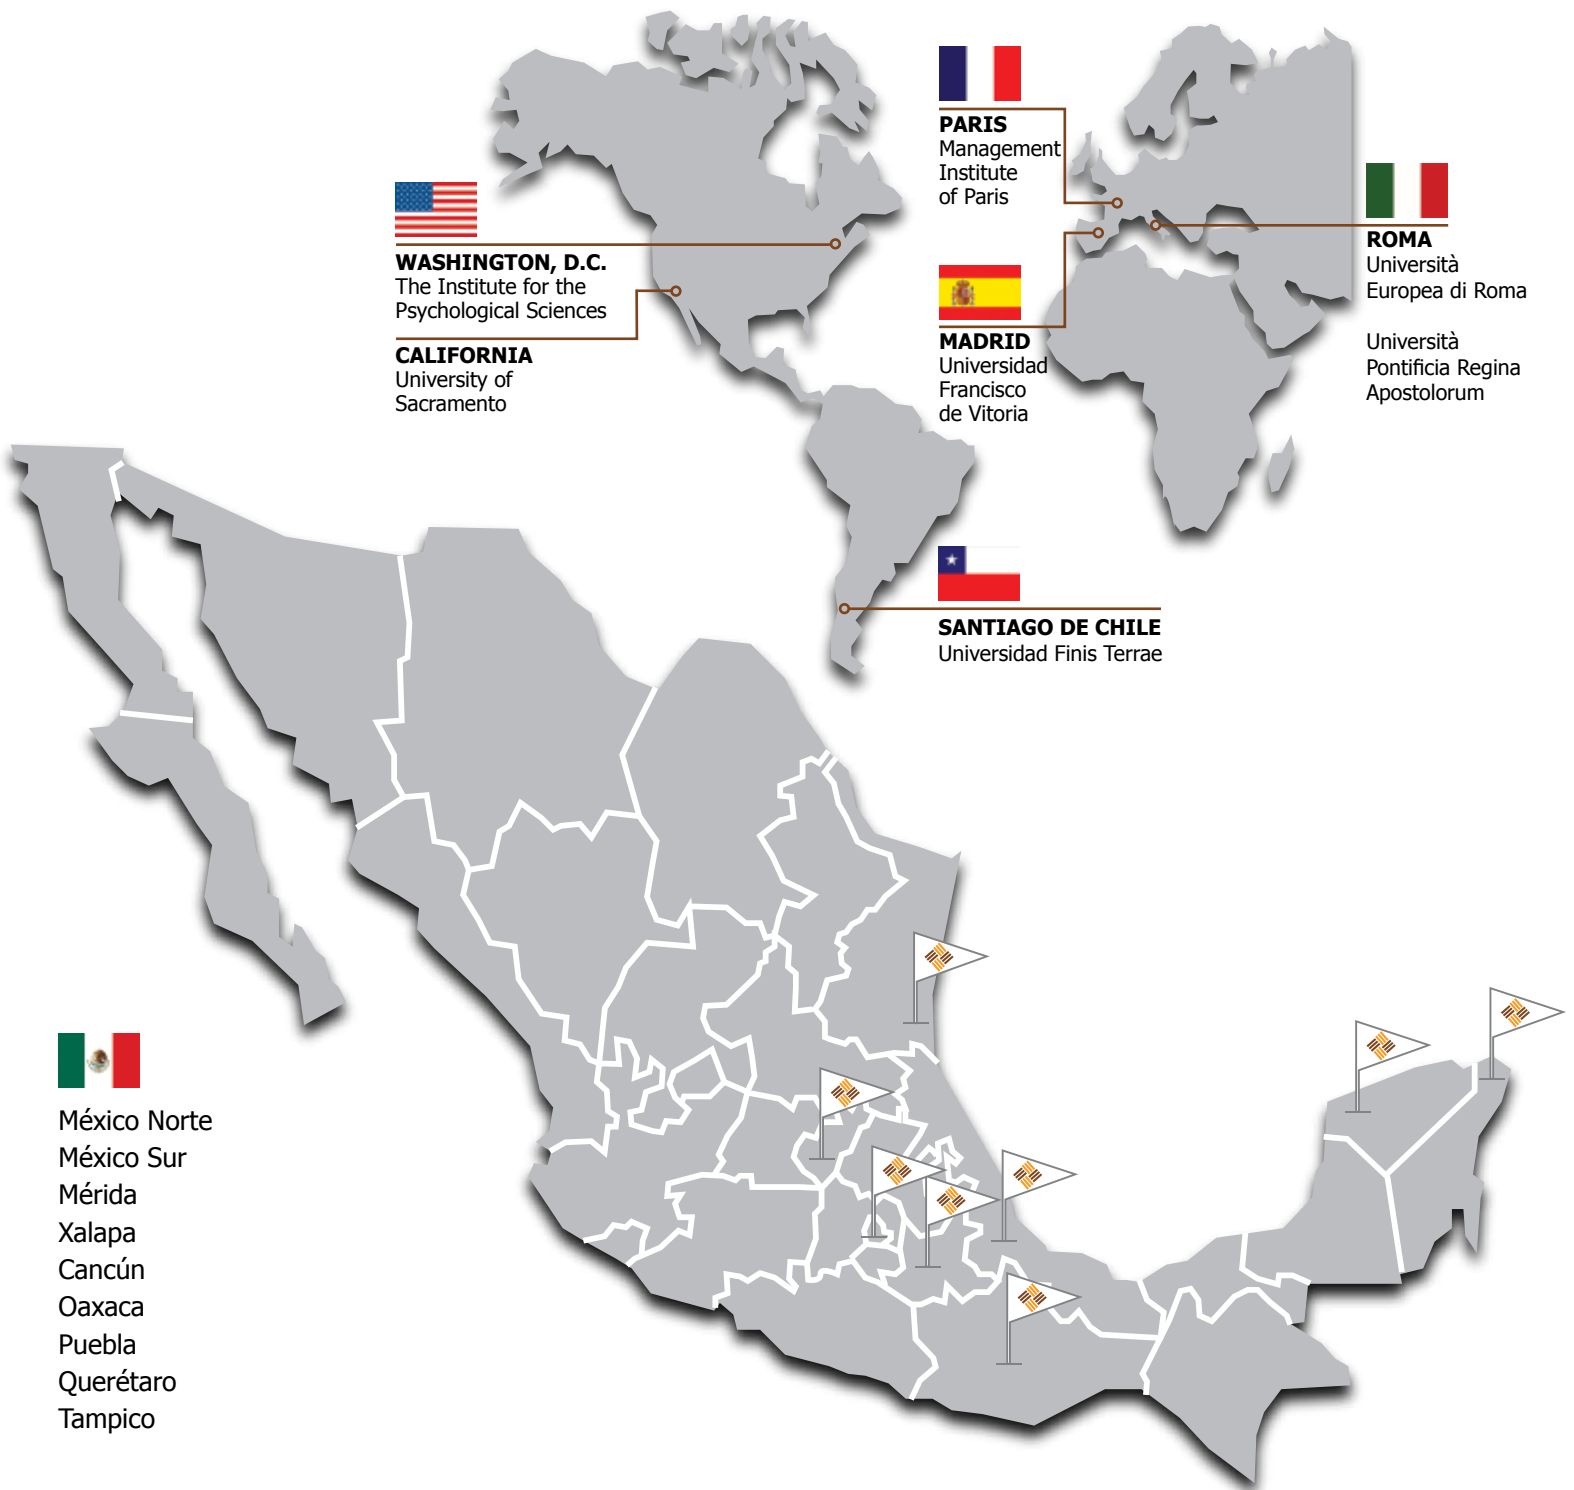 PARIS
Management
Institute
of Paris
WASHINGTON, D.C.
The Institute for the
Psychological Sciences
CALIFORNIA
University of
Sacramento
MADRID
Universidad
Francisco
de Vitoria
ROMA
Università
Europea di Roma
Università
Pontificia Regina
Apostolorum
SANTIAGO DE CHILE
Universidad Finis Terrae
México Norte
México Sur
Mérida
Xalapa
Cancún
Oaxaca
Puebla
Querétaro
Tampico